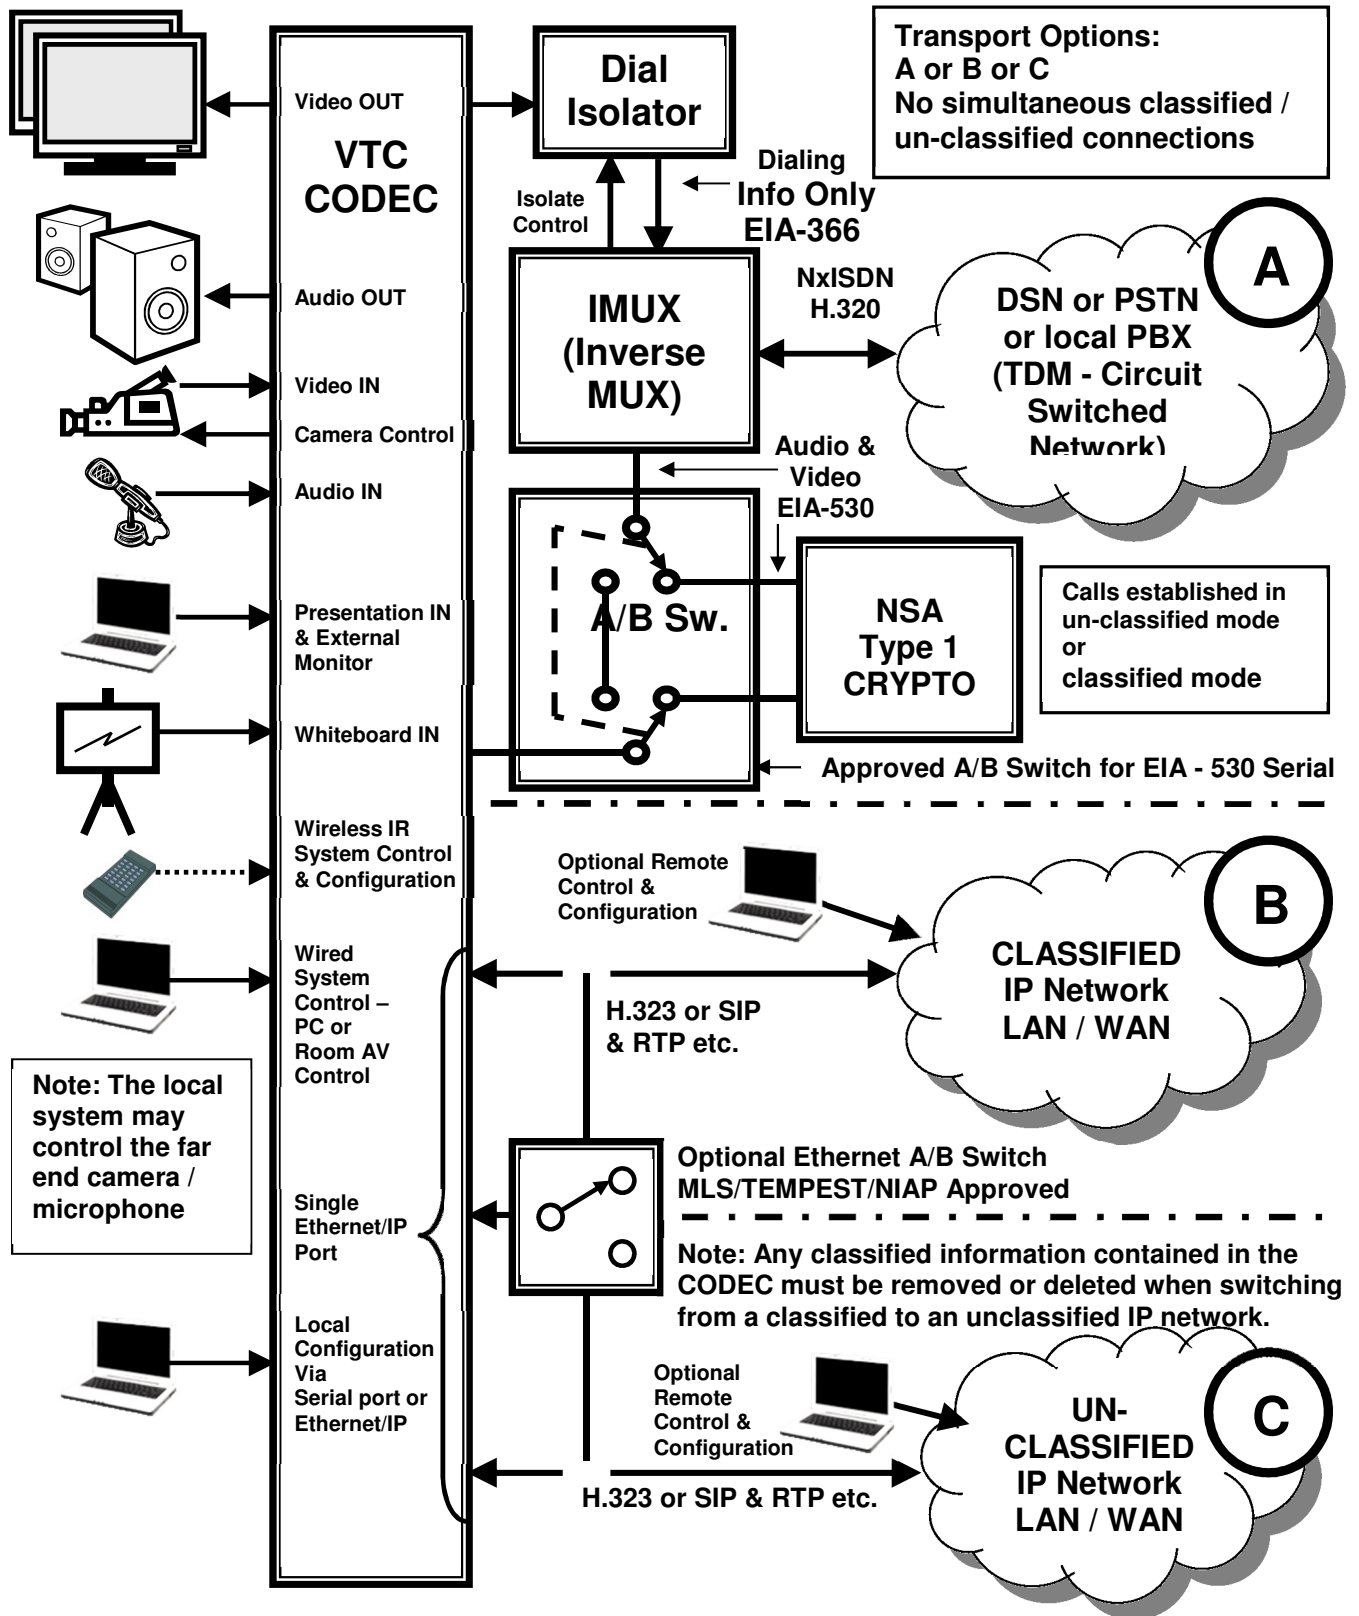 Video OUT
VTC
CODEC
Audio OUT
Video IN
Camera Control
Audio IN
Presentation IN
& External
Monitor
Whiteboard IN
Wireless IR
System Control
& Configuration
Wired
System
Control –
PC or
Room AV
Control
Single
Ethernet/IP
Port
Local
Configuration
Via
Serial port or
Ethernet/IP
Note: The local
system may
control the far
end camera /
microphone
Dial
Isolator
Isolate
Control
Dialing
Info Only
EIA-366
Transport Options:
A or B or C
No simultaneous classified /
un-classified connections
IMUX
(Inverse
MUX)
NxISDN
H.320
A
DSN or PSTN
or local PBX
(TDM - Circuit
Switched
Network)
Audio &
Video
EIA-530
A/B Sw.
NSA
Type 1
CRYPTO
Calls established in
un-classified mode
or
classified mode
Approved A/B Switch for EIA - 530 Serial
Optional Remote
Control &
Configuration
B
CLASSIFIED
IP Network
LAN / WAN
H.323 or SIP
& RTP etc.
Optional Ethernet A/B Switch
MLS/TEMPEST/NIAP Approved
Note: Any classified information contained in the
CODEC must be removed or deleted when switching
from a classified to an unclassified IP network.
Optional
Remote
Control &
Configuration
C
UN-
CLASSIFIED
IP Network
LAN / WAN
H.323 or SIP & RTP etc.